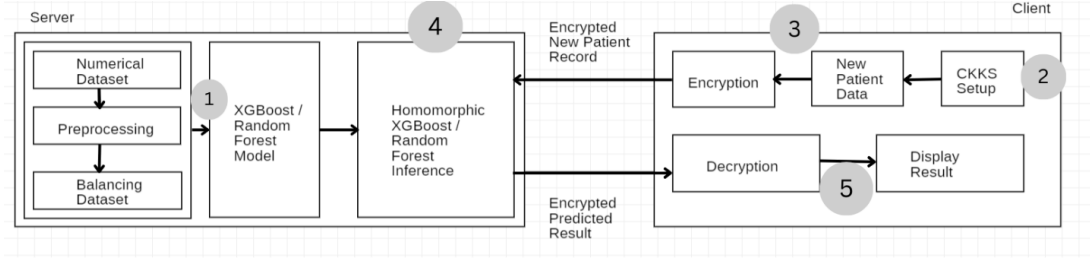 Server
Client
4
3
Encrypted
New Patient
Record
Numerical
Dataset
1
Preprocessing
Balancing
Dataset
XGBoost /
Random
Forest
Model
Homomorphic
XGBoost /
Random
Forest
Inference
Encryption
New
Patient
Data
CKKS
Setup
2
Decryption
5
Display
Result
Encrypted
Predicted
Result